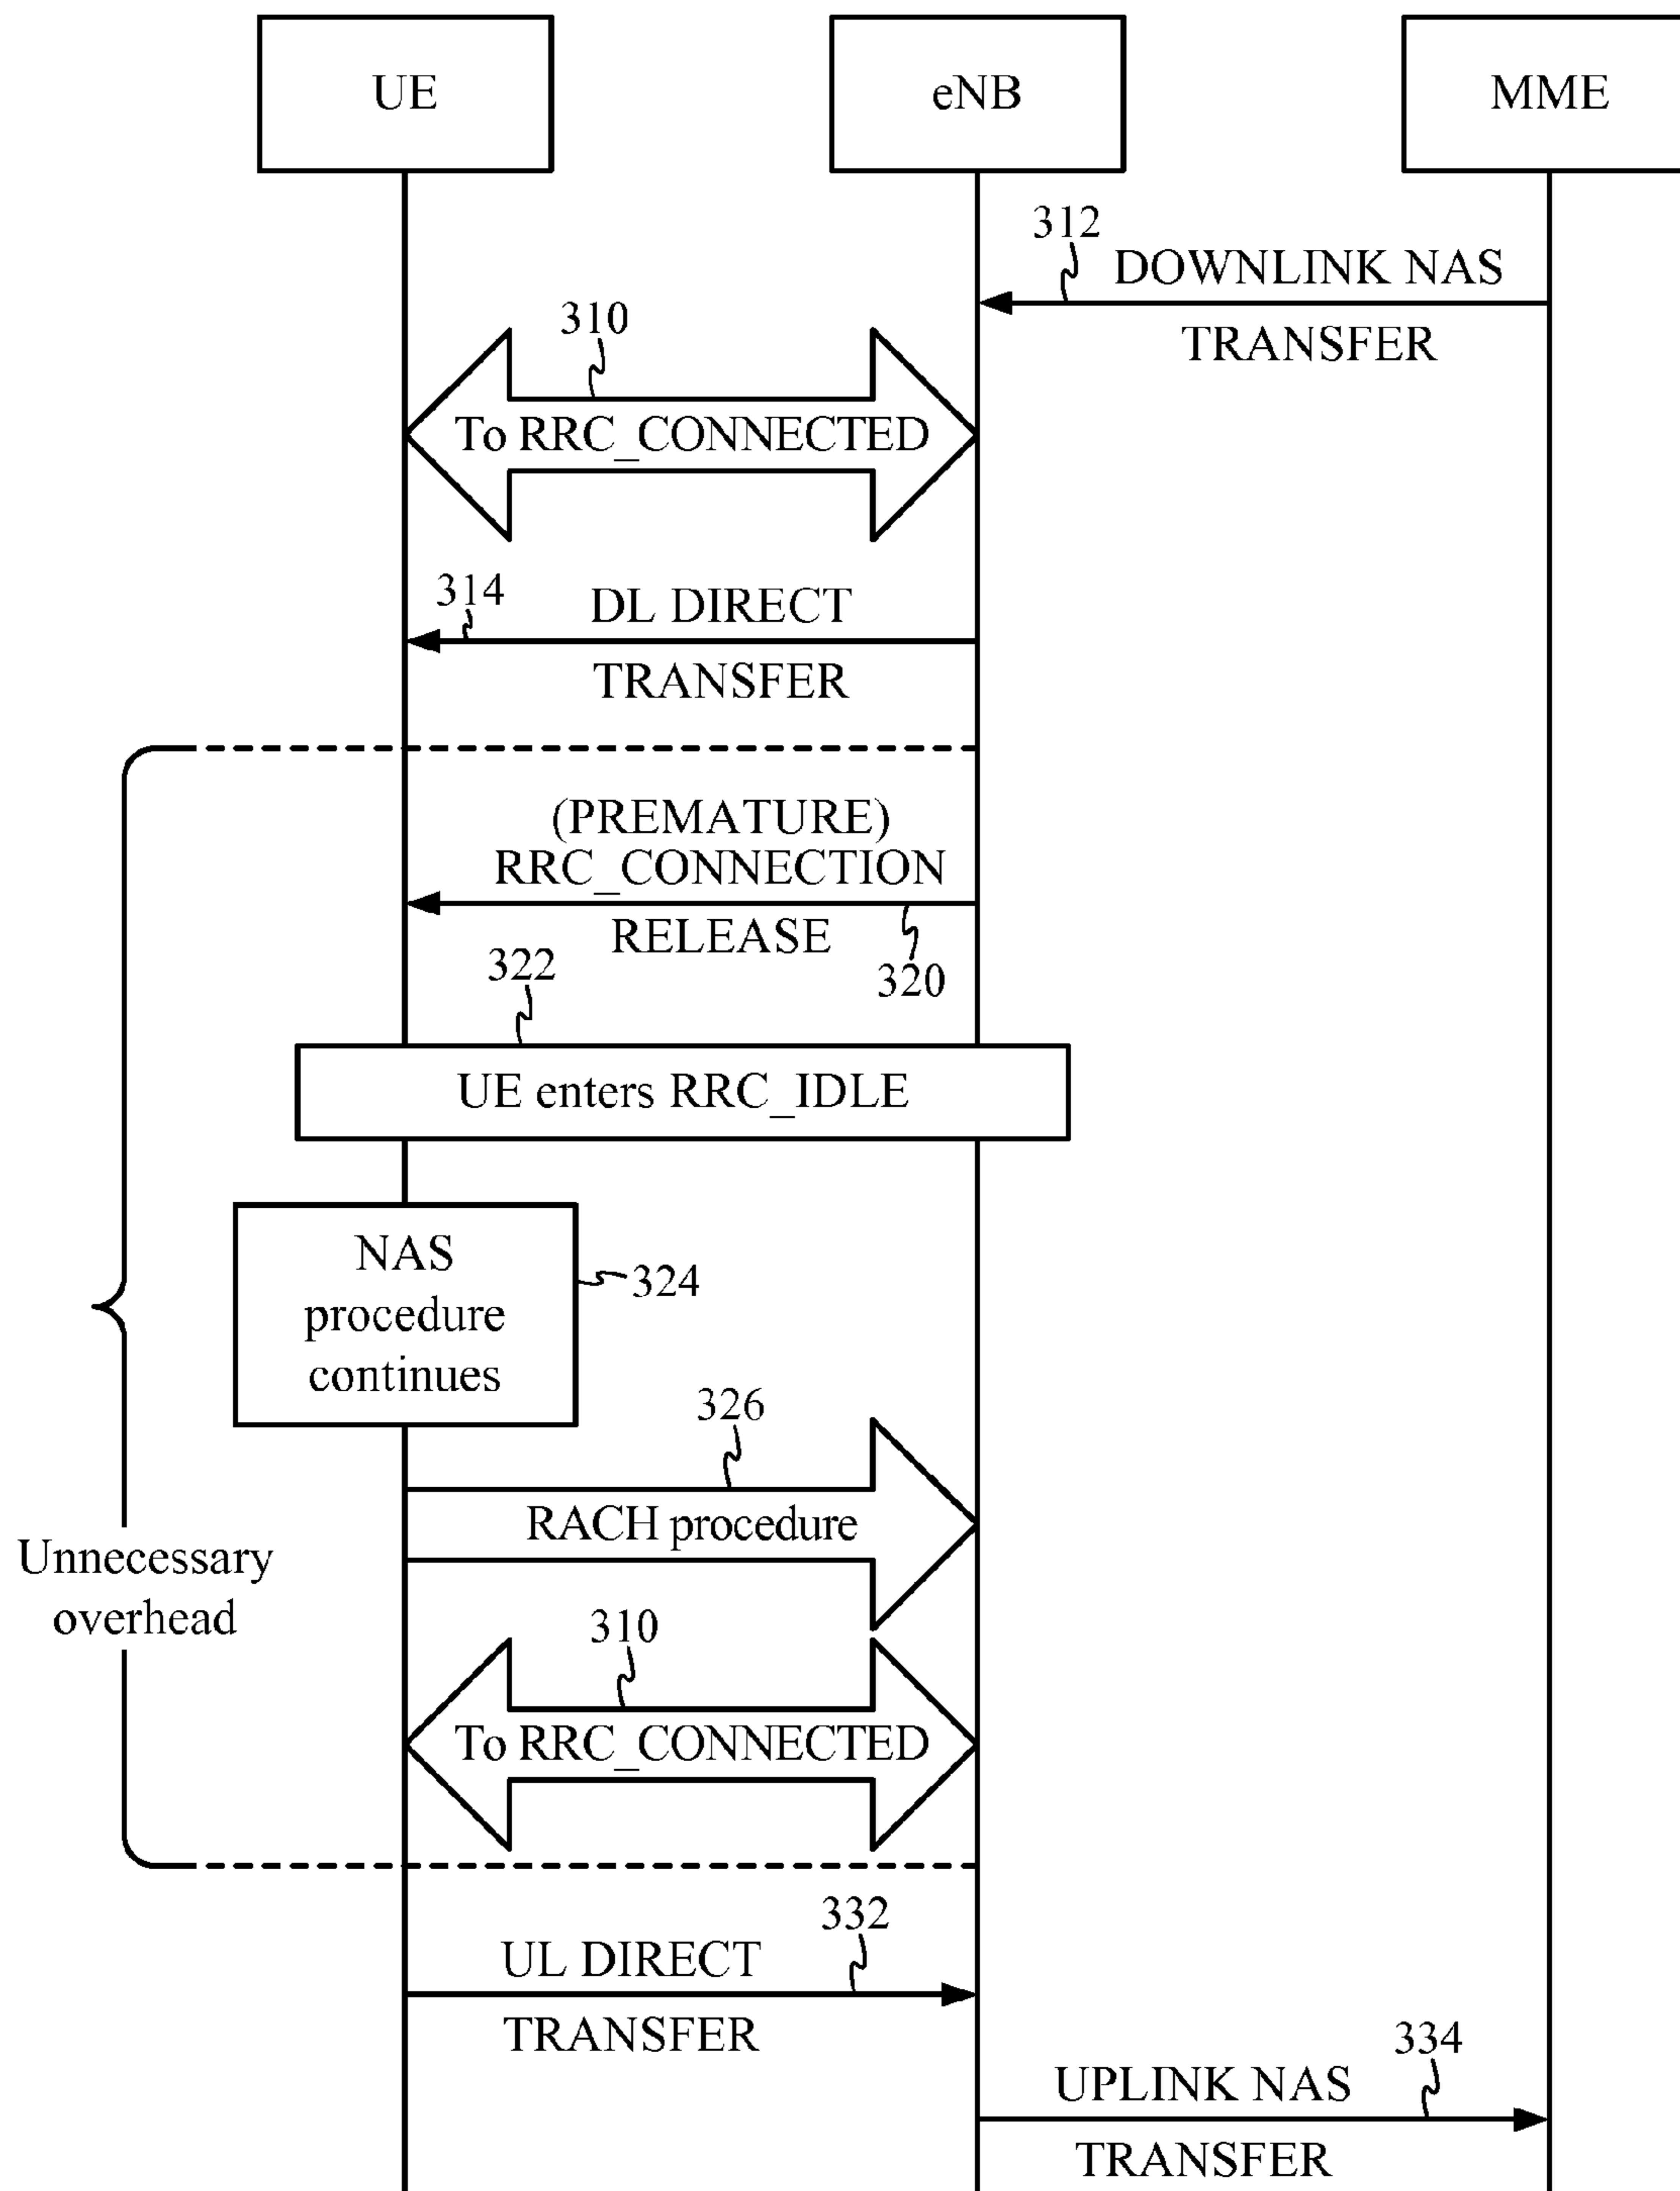 UE
eNB
MME
312
DOWNLINK NAS
TRANSFER
310
To RRC_CONNECTED
314
DL DIRECT
TRANSFER
(PREMATURE)
RRC_CONNECTION
RELEASE
320
322
UE enters RRC_IDLE
NAS
procedure
continues
324
326
RACH procedure
Unnecessary
overhead
310
To RRC_CONNECTED
332
UL DIRECT
TRANSFER
334
UPLINK NAS
TRANSFER